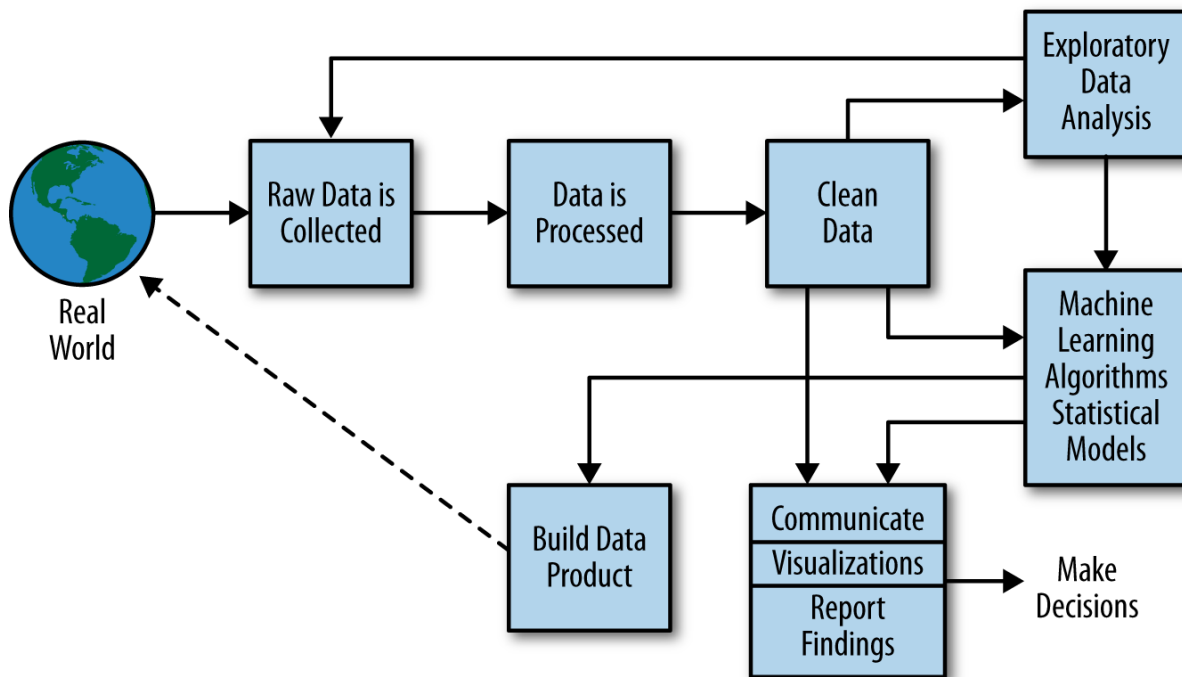 Exploratory
Data
Analysis
Real
World
Raw Data is
Collected
Data is
Processed
Clean
Data
Machine
Learning
Algorithms
Statistical
Models
Build Data
Product
Communicate
Visualizations
Report
Findings
Make
Decisions